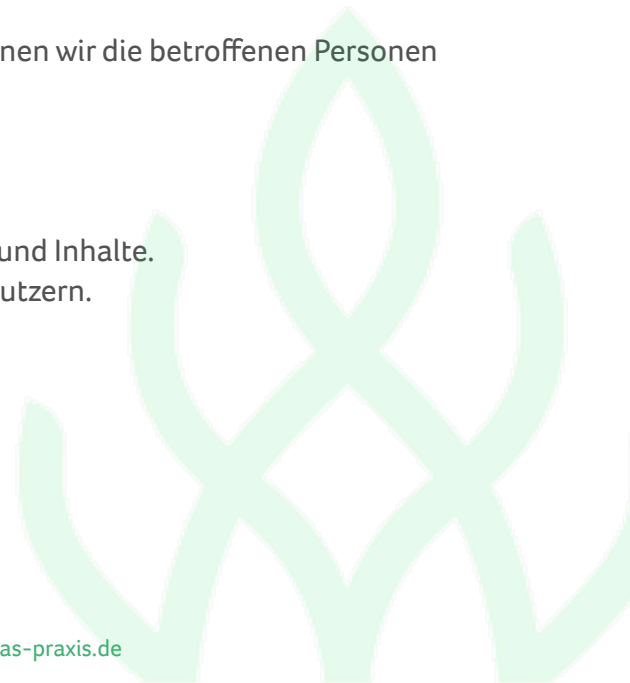 nen wir die betroffenen Personen
und Inhalte.
utzern.
as-praxis.de